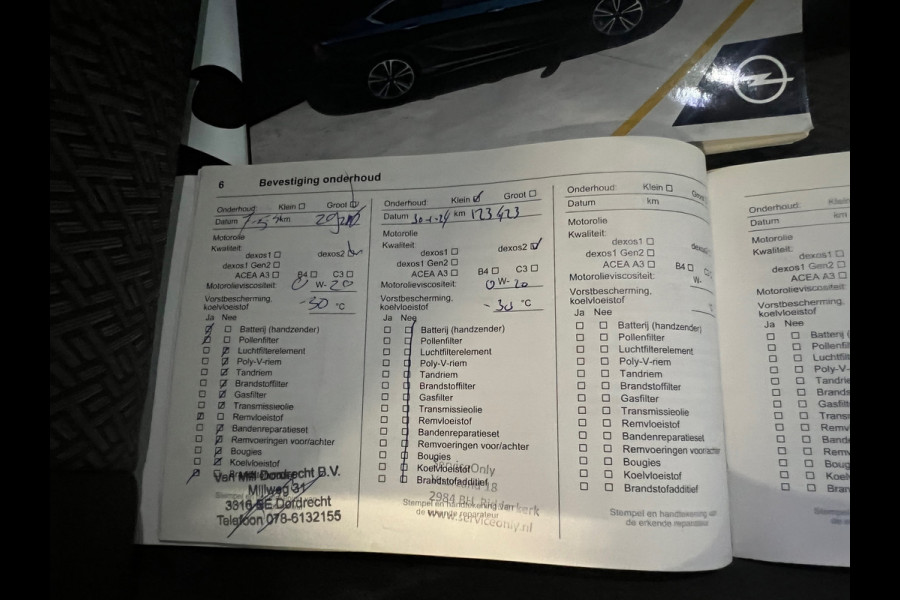 6 Bevestiging onderhoud
Onderhoud: Klein Groot
Datum km
Motorolie
Kwaliteit:
dexos1 dexos2
dexos1 Gen2
ACEA A3 B4 C3
Motorolieviscositeit: 0 W- 20
Vorstbescherming,
koelvloeistof -30 °C
Ja Nee
Batterij (handzender)
Pollenfilter
Luchtfilterelement
Poly-V-riem
Tandriem
Brandstoffilter
Gasfilter
Transmissieolie
Remvloeistof
Bandenreparatieset
Remvoeringen voor/achter
Bougies
Koelvloeistof
Van Mill Dordrecht B.V.
Mijlweg 31
3316 BE Dordrecht
Telefoon 078-6132155
Onderhoud: Klein Groot
Datum 30-1-24 km 123423
Motorolie
Kwaliteit:
dexos1 dexos2
dexos1 Gen2
ACEA A3 B4 C3
Motorolieviscositeit: 0 W- 20
Vorstbescherming,
koelvloeistof -30 °C
Ja Nee
Batterij (handzender)
Pollenfilter
Luchtfilterelement
Poly-V-riem
Tandriem
Brandstoffilter
Gasfilter
Transmissieolie
Remvloeistof
Bandenreparatieset
Remvoeringen voor/achter
Bougies
Koelvloeistof
Brandstofadditief
Stempel en handtekening van
de erkende reparateur
www.serviceonly.nl
Onderhoud: Klein
Datum km
Motorolie
Kwaliteit:
dexos1
dexos1 Gen2
ACEA A3 B4
Motorolieviscositeit: W-
Vorstbescherming,
koelvloeistof
Ja Nee
Batterij (handzender)
Pollenfilter
Luchtfilterelement
Poly-V-riem
Tandriem
Brandstoffilter
Gasfilter
Transmissieolie
Remvloeistof
Bandenreparatieset
Remvoeringen voor/achter
Bougies
Koelvloeistof
Brandstofadditief
Stempel en handtekening van
de erkende reparateur
Onderhoud:
Datum km
Motorolie
Kwaliteit:
dexos1
dexos1 Gen2
ACEA A3
Motorolieviscositeit:
Vorstbescherming,
koelvloeistof
Ja Nee